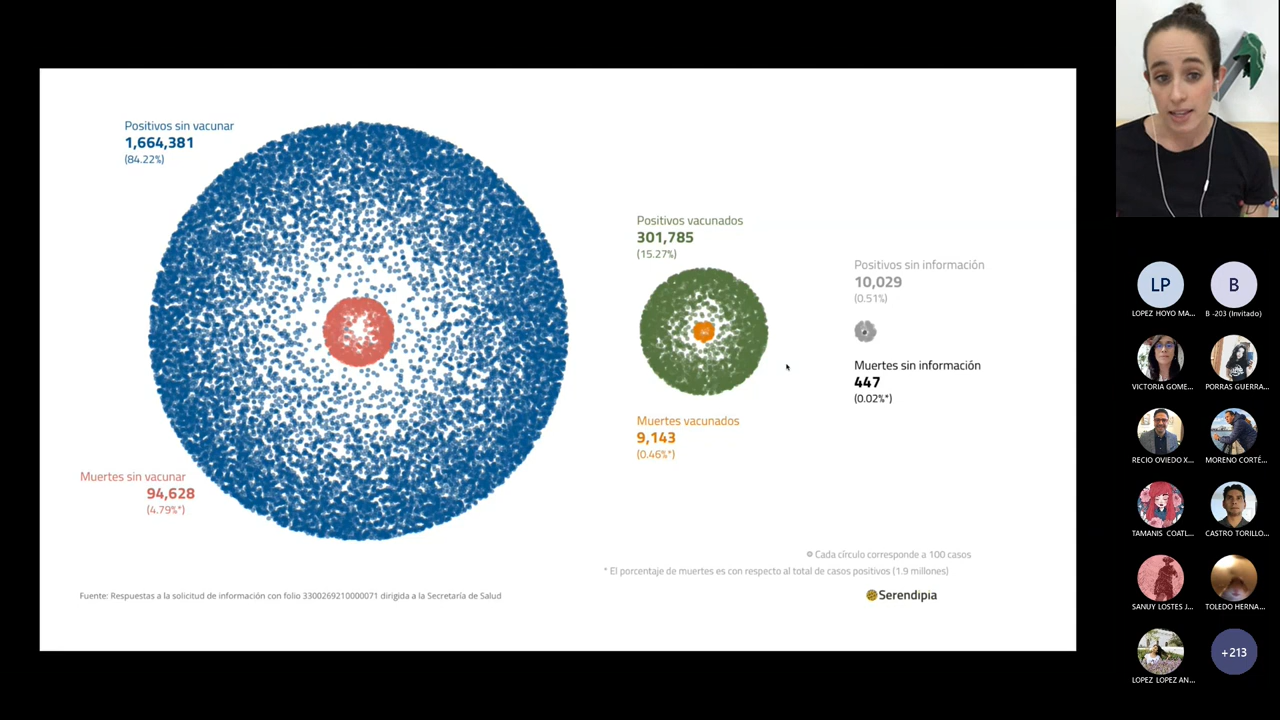 Positivos sin vacunar
1,664,381
(84.22%)
Positivos vacunados
301,785
(15.27%)
Positivos sin información
10,029
(0.51%)
Muertes sin información
447
(0.02%*)
Muertes vacunados
9,143
(0.46%*)
Muertes sin vacunar
94,628
(4.79%*)
Cada círculo corresponde a 100 casos
* El porcentaje de muertes es con respecto al total de casos positivos (1.9 millones)
Fuente: Respuestas a la solicitud de información con folio 3300269210000071 dirigida a la Secretaría de Salud
Serendipia
LP
B
LOPEZ HOYO MA...
B -203 (Invitado)
VICTORIA GOME...
PORRAS GUERRA...
RECIO OVIEDO X...
MORENO CORTÉ...
TAMANIS COATL...
CASTRO TORILLO...
SANUY LOSTES J...
TOLEDO HERNA...
LOPEZ LOPEZ AN...
+213